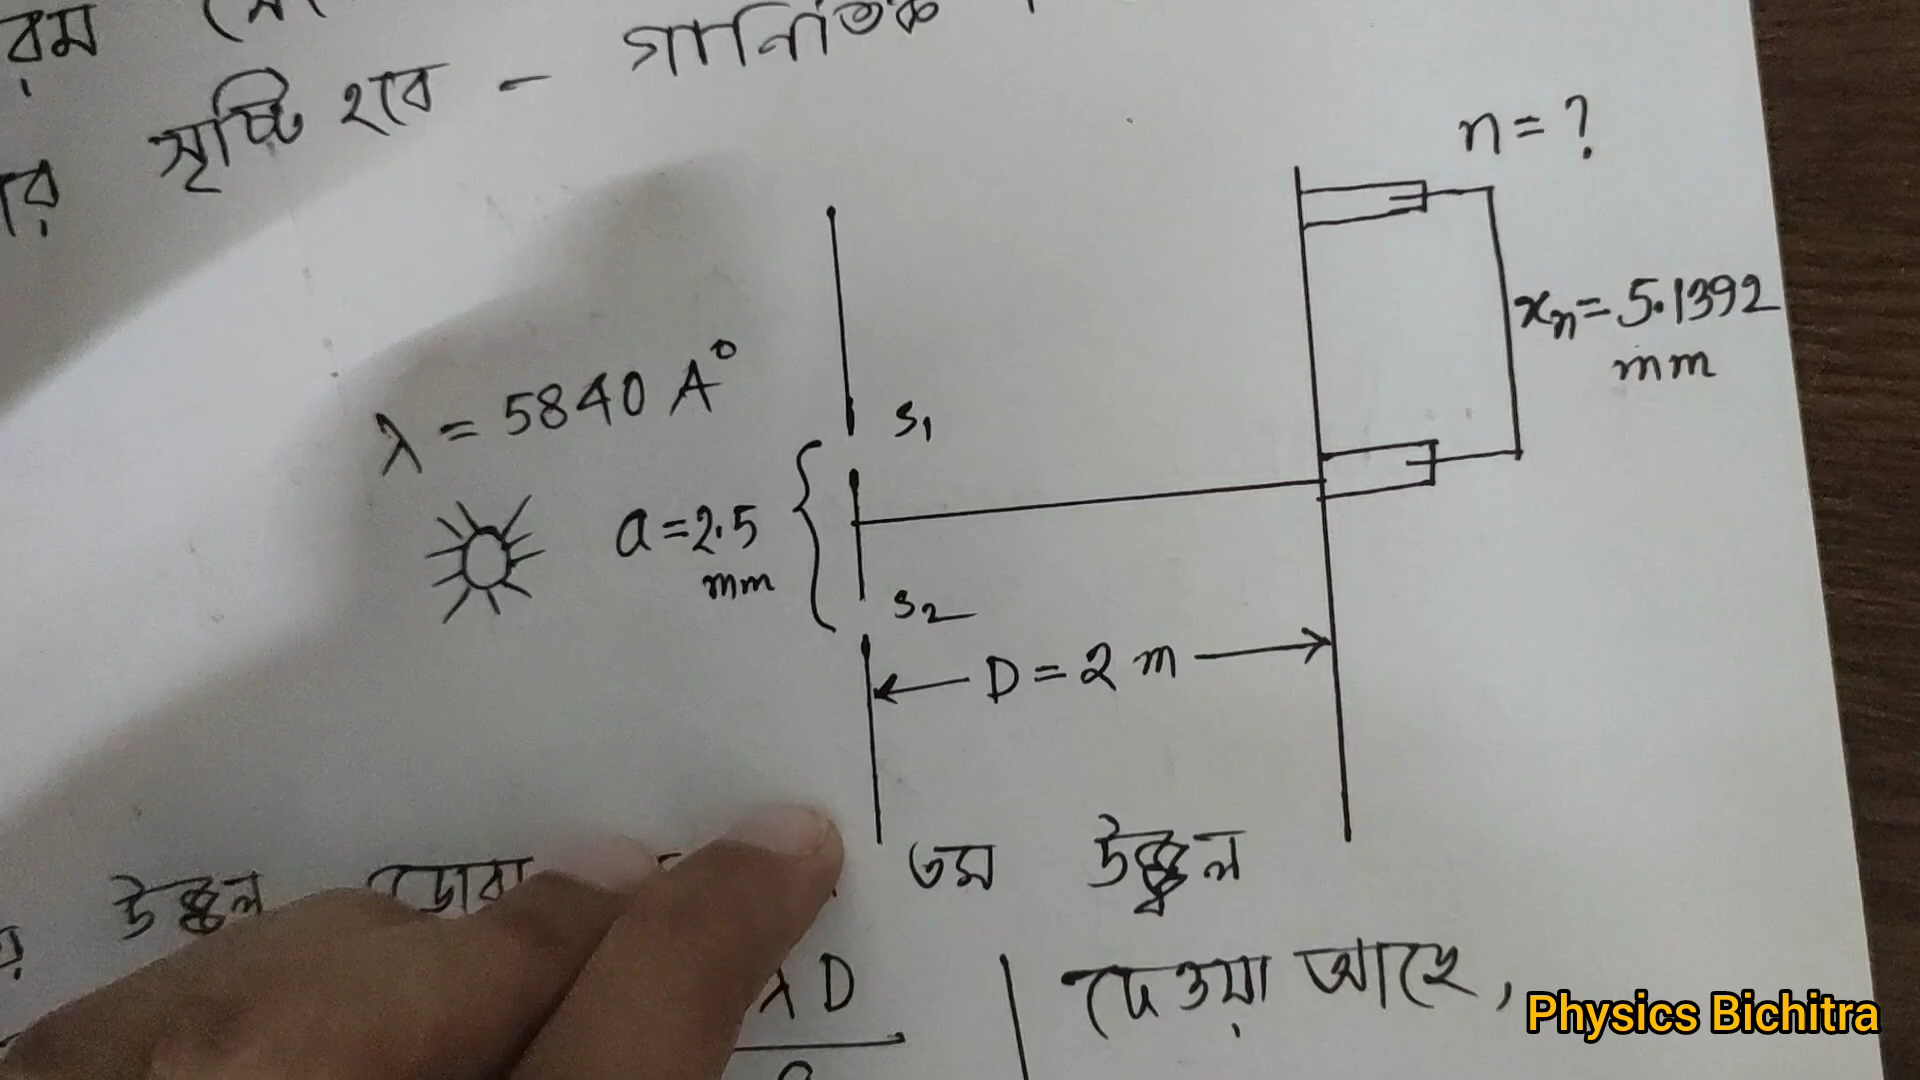 সৃষ্টি হবে - গানিতিক
n = ?
xn = 5.1392
mm
λ = 5840 A°
S1
a = 2.5
mm
S2
D = 2 m
উজ্জ্বল ডোরা তম উজ্জ্বল
λD
দেওয়া আছে,
Physics Bichitra